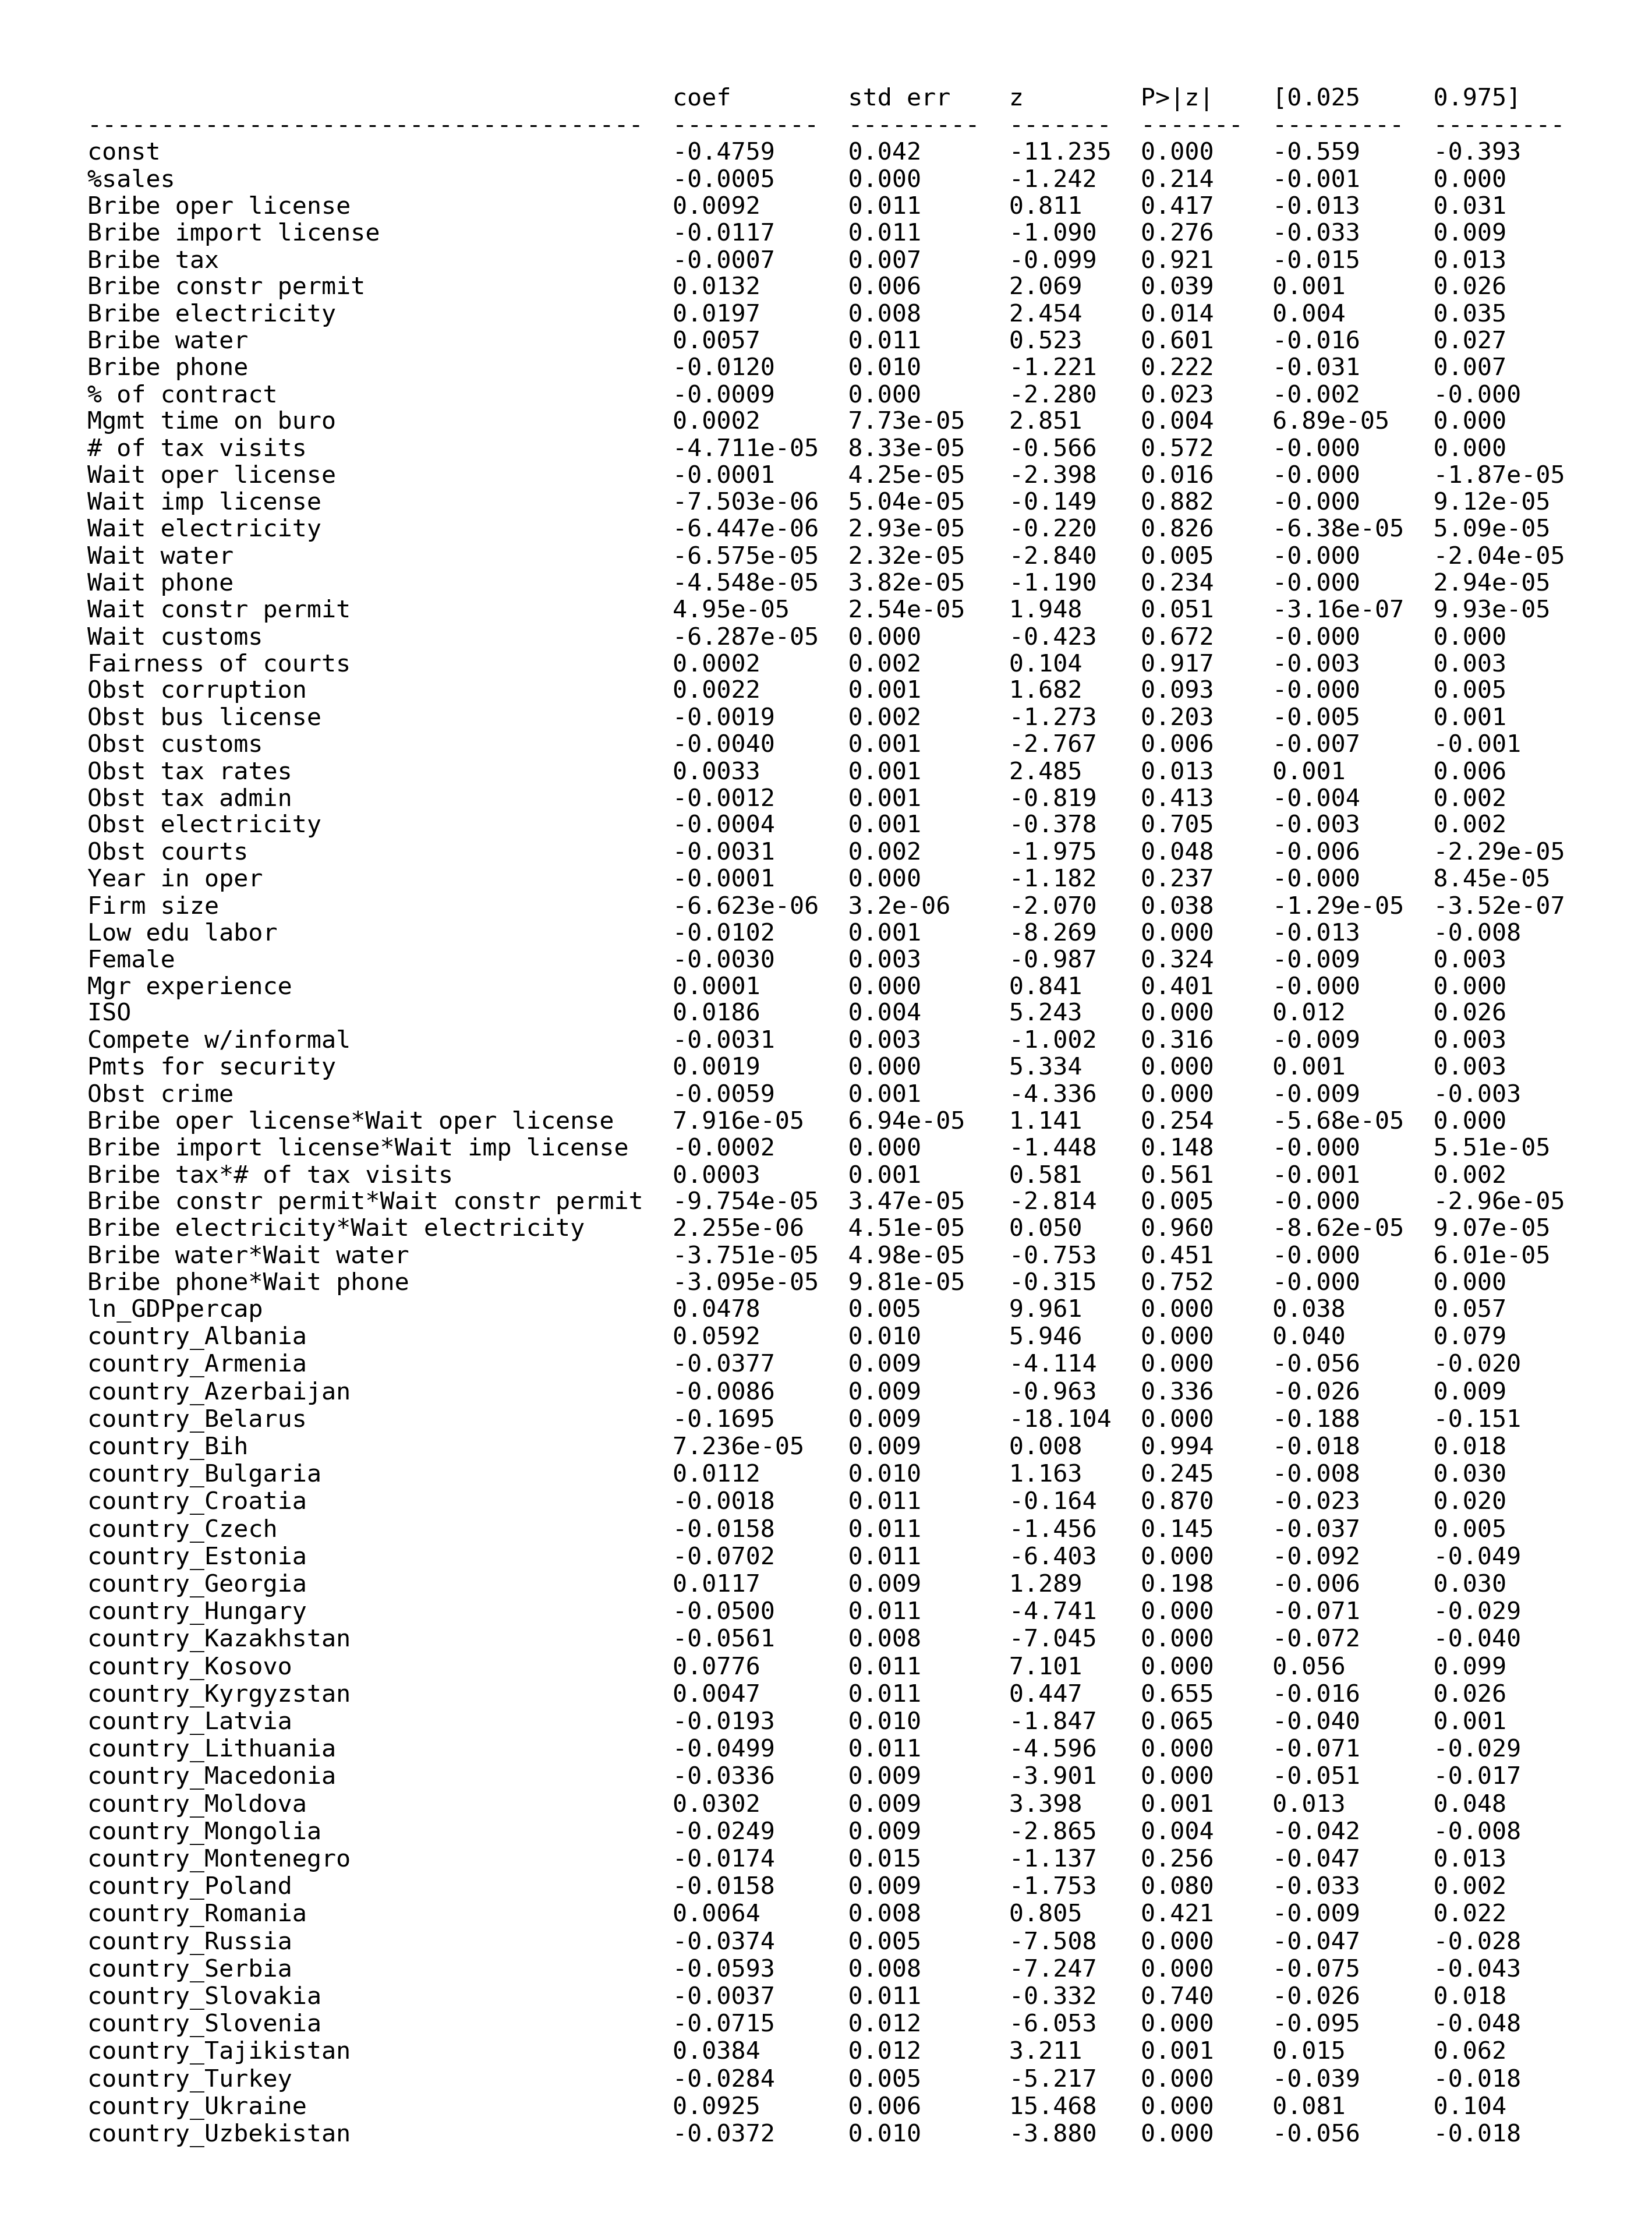 coef std err z P>|z| [0.025 0.975]
-------------------------------------- ---------- --------- ------- ------- --------- ---------
const -0.4759 0.042 -11.235 0.000 -0.559 -0.393
%sales -0.0005 0.000 -1.242 0.214 -0.001 0.000
Bribe oper license 0.0092 0.011 0.811 0.417 -0.013 0.031
Bribe import license -0.0117 0.011 -1.090 0.276 -0.033 0.009
Bribe tax -0.0007 0.007 -0.099 0.921 -0.015 0.013
Bribe constr permit 0.0132 0.006 2.069 0.039 0.001 0.026
Bribe electricity 0.0197 0.008 2.454 0.014 0.004 0.035
Bribe water 0.0057 0.011 0.523 0.601 -0.016 0.027
Bribe phone -0.0120 0.010 -1.221 0.222 -0.031 0.007
% of contract -0.0009 0.000 -2.280 0.023 -0.002 -0.000
Mgmt time on buro 0.0002 7.73e-05 2.851 0.004 6.89e-05 0.000
# of tax visits -4.711e-05 8.33e-05 -0.566 0.572 -0.000 0.000
Wait oper license -0.0001 4.25e-05 -2.398 0.016 -0.000 -1.87e-05
Wait imp license -7.503e-06 5.04e-05 -0.149 0.882 -0.000 9.12e-05
Wait electricity -6.447e-06 2.93e-05 -0.220 0.826 -6.38e-05 5.09e-05
Wait water -6.575e-05 2.32e-05 -2.840 0.005 -0.000 -2.04e-05
Wait phone -4.548e-05 3.82e-05 -1.190 0.234 -0.000 2.94e-05
Wait constr permit 4.95e-05 2.54e-05 1.948 0.051 -3.16e-07 9.93e-05
Wait customs -6.287e-05 0.000 -0.423 0.672 -0.000 0.000
Fairness of courts 0.0002 0.002 0.104 0.917 -0.003 0.003
Obst corruption 0.0022 0.001 1.682 0.093 -0.000 0.005
Obst bus license -0.0019 0.002 -1.273 0.203 -0.005 0.001
Obst customs -0.0040 0.001 -2.767 0.006 -0.007 -0.001
Obst tax rates 0.0033 0.001 2.485 0.013 0.001 0.006
Obst tax admin -0.0012 0.001 -0.819 0.413 -0.004 0.002
Obst electricity -0.0004 0.001 -0.378 0.705 -0.003 0.002
Obst courts -0.0031 0.002 -1.975 0.048 -0.006 -2.29e-05
Year in oper -0.0001 0.000 -1.182 0.237 -0.000 8.45e-05
Firm size -6.623e-06 3.2e-06 -2.070 0.038 -1.29e-05 -3.52e-07
Low edu labor -0.0102 0.001 -8.269 0.000 -0.013 -0.008
Female -0.0030 0.003 -0.987 0.324 -0.009 0.003
Mgr experience 0.0001 0.000 0.841 0.401 -0.000 0.000
ISO 0.0186 0.004 5.243 0.000 0.012 0.026
Compete w/informal -0.0031 0.003 -1.002 0.316 -0.009 0.003
Pmts for security 0.0019 0.000 5.334 0.000 0.001 0.003
Obst crime -0.0059 0.001 -4.336 0.000 -0.009 -0.003
Bribe oper license*Wait oper license 7.916e-05 6.94e-05 1.141 0.254 -5.68e-05 0.000
Bribe import license*Wait imp license -0.0002 0.000 -1.448 0.148 -0.000 5.51e-05
Bribe tax*# of tax visits 0.0003 0.001 0.581 0.561 -0.001 0.002
Bribe constr permit*Wait constr permit -9.754e-05 3.47e-05 -2.814 0.005 -0.000 -2.96e-05
Bribe electricity*Wait electricity 2.255e-06 4.51e-05 0.050 0.960 -8.62e-05 9.07e-05
Bribe water*Wait water -3.751e-05 4.98e-05 -0.753 0.451 -0.000 6.01e-05
Bribe phone*Wait phone -3.095e-05 9.81e-05 -0.315 0.752 -0.000 0.000
ln_GDPpercap 0.0478 0.005 9.961 0.000 0.038 0.057
country_Albania 0.0592 0.010 5.946 0.000 0.040 0.079
country_Armenia -0.0377 0.009 -4.114 0.000 -0.056 -0.020
country_Azerbaijan -0.0086 0.009 -0.963 0.336 -0.026 0.009
country_Belarus -0.1695 0.009 -18.104 0.000 -0.188 -0.151
country_Bih 7.236e-05 0.009 0.008 0.994 -0.018 0.018
country_Bulgaria 0.0112 0.010 1.163 0.245 -0.008 0.030
country_Croatia -0.0018 0.011 -0.164 0.870 -0.023 0.020
country_Czech -0.0158 0.011 -1.456 0.145 -0.037 0.005
country_Estonia -0.0702 0.011 -6.403 0.000 -0.092 -0.049
country_Georgia 0.0117 0.009 1.289 0.198 -0.006 0.030
country_Hungary -0.0500 0.011 -4.741 0.000 -0.071 -0.029
country_Kazakhstan -0.0561 0.008 -7.045 0.000 -0.072 -0.040
country_Kosovo 0.0776 0.011 7.101 0.000 0.056 0.099
country_Kyrgyzstan 0.0047 0.011 0.447 0.655 -0.016 0.026
country_Latvia -0.0193 0.010 -1.847 0.065 -0.040 0.001
country_Lithuania -0.0499 0.011 -4.596 0.000 -0.071 -0.029
country_Macedonia -0.0336 0.009 -3.901 0.000 -0.051 -0.017
country_Moldova 0.0302 0.009 3.398 0.001 0.013 0.048
country_Mongolia -0.0249 0.009 -2.865 0.004 -0.042 -0.008
country_Montenegro -0.0174 0.015 -1.137 0.256 -0.047 0.013
country_Poland -0.0158 0.009 -1.753 0.080 -0.033 0.002
country_Romania 0.0064 0.008 0.805 0.421 -0.009 0.022
country_Russia -0.0374 0.005 -7.508 0.000 -0.047 -0.028
country_Serbia -0.0593 0.008 -7.247 0.000 -0.075 -0.043
country_Slovakia -0.0037 0.011 -0.332 0.740 -0.026 0.018
country_Slovenia -0.0715 0.012 -6.053 0.000 -0.095 -0.048
country_Tajikistan 0.0384 0.012 3.211 0.001 0.015 0.062
country_Turkey -0.0284 0.005 -5.217 0.000 -0.039 -0.018
country_Ukraine 0.0925 0.006 15.468 0.000 0.081 0.104
country_Uzbekistan -0.0372 0.010 -3.880 0.000 -0.056 -0.018